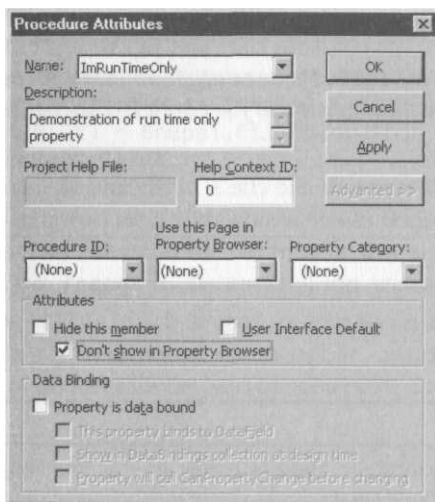 Procedure Attributes
Name: ImRunTimeOnly
OK
Description:
Demonstration of run time only
property
Cancel
Apply
Project Help File:
Help Context ID:
0
Advanced >>
Procedure ID:
Use this Page in
Property Browser:
Property Category:
(None)
(None)
(None)
Attributes
Hide this member
User Interface Default
Don't show in Property Browser
Data Binding
Property is data bound
This property binds to DataField
Show in DataBindings collection at design time
Property will call CanPropertyChange before changing